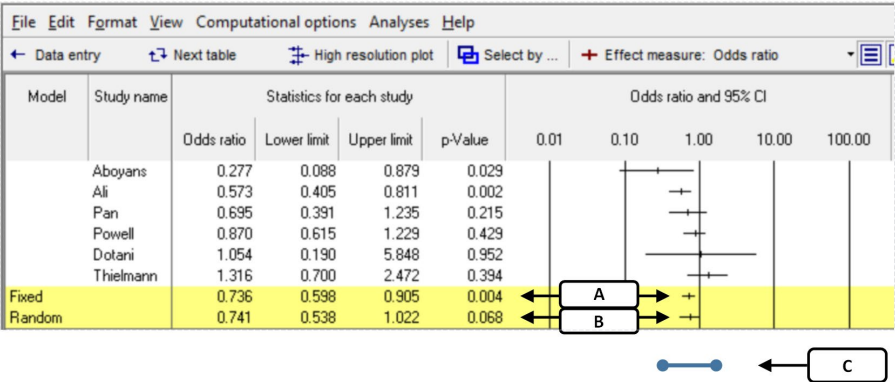 File Edit Format View Computational options Analyses Help
← Data entry Next table High resolution plot Select by ... Effect measure: Odds ratio
Model Study name Statistics for each study Odds ratio and 95% CI
Odds ratio Lower limit Upper limit p-Value 0.01 0.10 1.00 10.00 100.00
Aboyans 0.277 0.088 0.879 0.029
Ali 0.573 0.405 0.811 0.002
Pan 0.695 0.391 1.235 0.215
Powell 0.870 0.615 1.229 0.429
Dotani 1.054 0.190 5.848 0.952
Thielmann 1.316 0.700 2.472 0.394
Fixed 0.736 0.598 0.905 0.004 A
Random 0.741 0.538 1.022 0.068 B
C